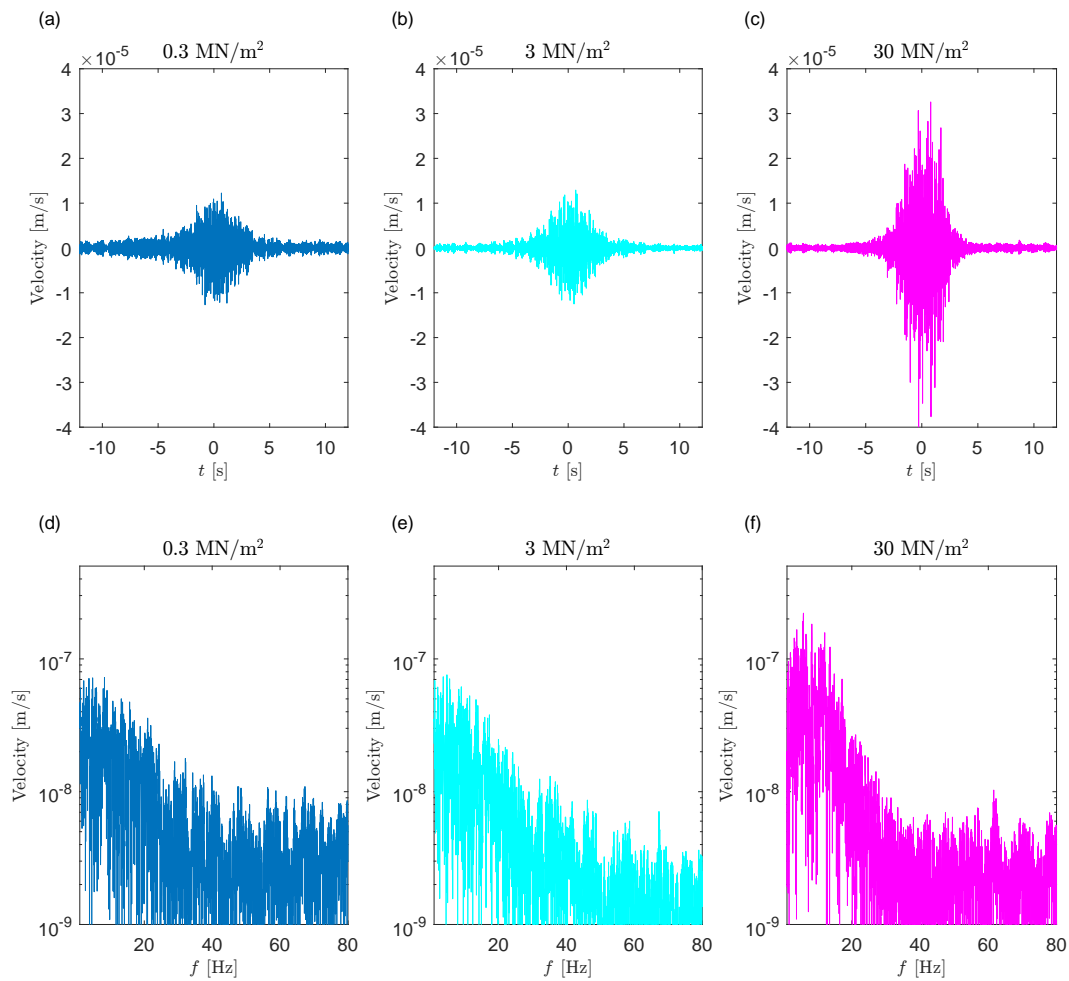 (a) (b) (c)
0.3 MN/m² 3 MN/m² 30 MN/m²
×10⁻⁵ ×10⁻⁵ ×10⁻⁵
4 4 4
3 3 3
2 2 2
1 1 1
0 0 0
-1 -1 -1
-2 -2 -2
-3 -3 -3
-4 -4 -4
Velocity [m/s] Velocity [m/s] Velocity [m/s]
-10 -5 0 5 10 -10 -5 0 5 10 -10 -5 0 5 10
t [s] t [s] t [s]
(d) (e) (f)
0.3 MN/m² 3 MN/m² 30 MN/m²
10⁻⁷ 10⁻⁷ 10⁻⁷
Velocity [m/s] Velocity [m/s] Velocity [m/s]
10⁻⁸ 10⁻⁸ 10⁻⁸
10⁻⁹ 10⁻⁹ 10⁻⁹
20 40 60 80 20 40 60 80 20 40 60 80
f [Hz] f [Hz] f [Hz]